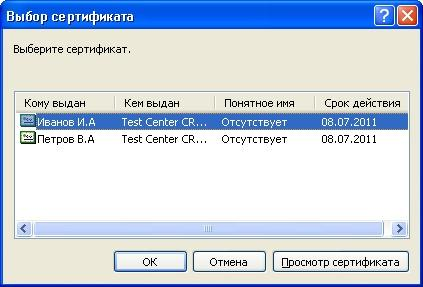 Выбор сертификата
Выберите сертификат.
Кому выдан Кем выдан Понятное имя Срок действия
Иванов И.А Test Center CR... Отсутствует 08.07.2011
Петров В.А Test Center CR... Отсутствует 08.07.2011
ОК Отмена Просмотр сертификата